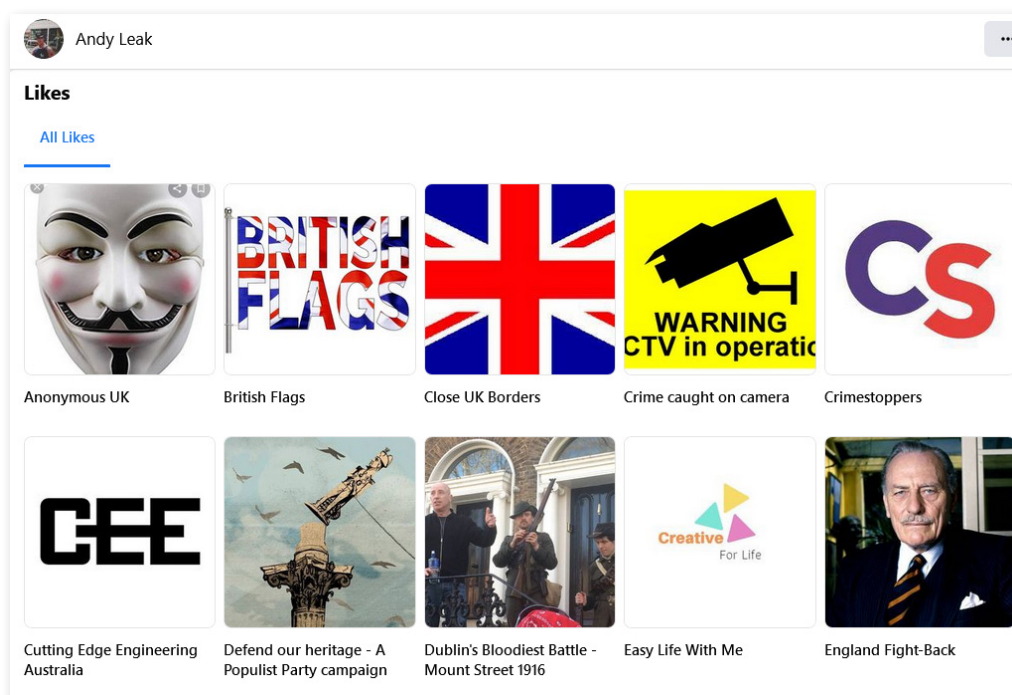 Andy Leak
Likes
All Likes
BRITISH
FLAGS
WARNING
CTV in operatio
CS
Anonymous UK
British Flags
Close UK Borders
Crime caught on camera
Crimestoppers
CEE
Creative
For Life
Cutting Edge Engineering
Australia
Defend our heritage - A
Populist Party campaign
Dublin's Bloodiest Battle -
Mount Street 1916
Easy Life With Me
England Fight-Back